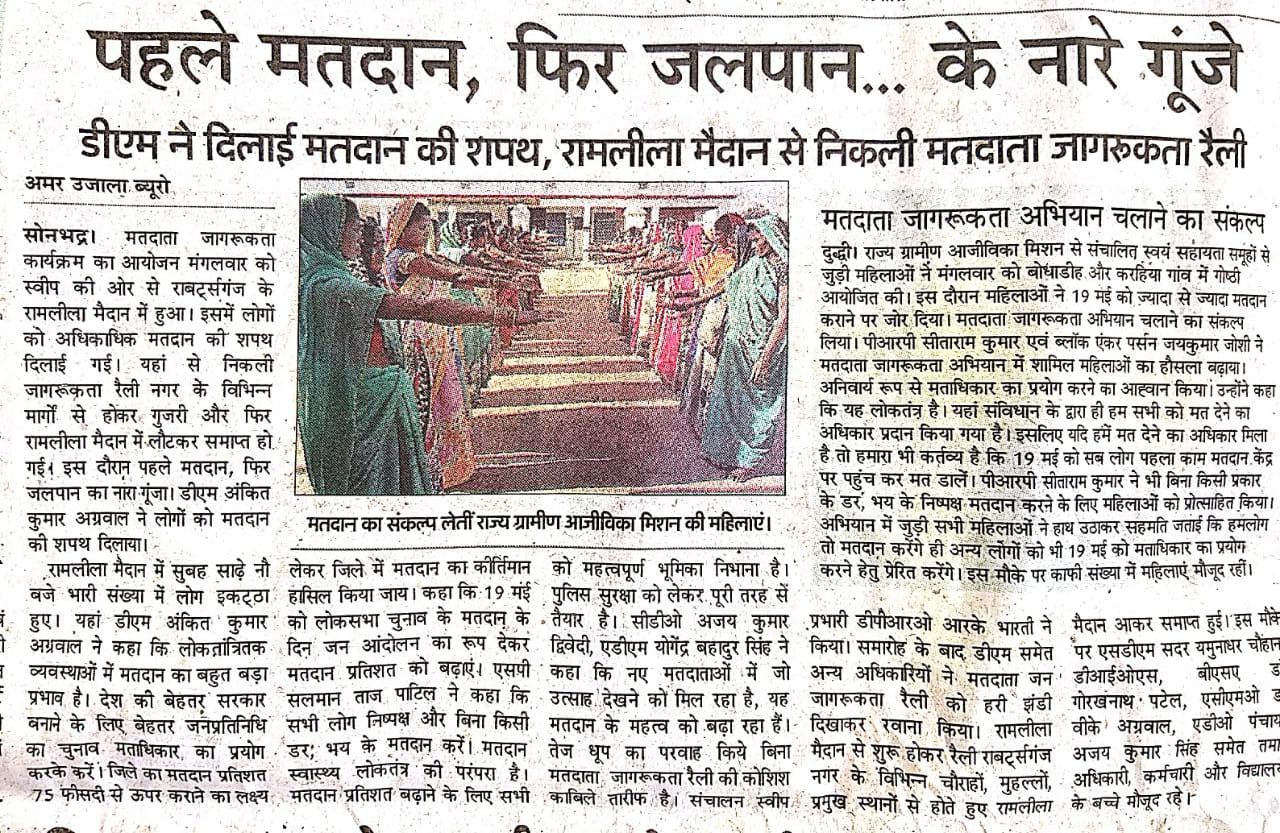 पहले मतदान, फिर जलपान... के नारे गूंजे
डीएम ने दिलाई मतदान की शपथ, रामलीला मैदान से निकली मतदाता जागरुकता रैली
अमर उजाला ब्यूरो
सोनभद्र। मतदाता जागरूकता
कार्यक्रम का आयोजन मंगलवार को
स्वीप की ओर से राबर्ट्सगंज के
रामलीला मैदान में हुआ। इसमें लोगों
को अधिकाधिक मतदान की शपथ
दिलाई गई। यहां से निकली
जागरूकता रैली नगर के विभिन्न
मार्गों से होकर गुजरी और फिर
रामलीला मैदान में लौटकर समाप्त हो
गई। इस दौरान पहले मतदान, फिर
जलपान का नारा गूंजा। डीएम अंकित
कुमार अग्रवाल ने लोगों को मतदान
की शपथ दिलाया।
रामलीला मैदान में सुबह साढ़े नौ
बजे भारी संख्या में लोग इकट्ठा
हुए। यहां डीएम अंकित कुमार
अग्रवाल ने कहा कि लोकतांत्रितक
व्यवस्थाओं में मतदान का बहुत बड़ा
प्रभाव है। देश की बेहतर सरकार
बनाने के लिए बेहतर जनप्रतिनिधि
का चुनाव मताधिकार का प्रयोग
करके करें। जिले का मतदान प्रतिशत
75 फीसदी से ऊपर कराने का लक्ष्य
मतदान का संकल्प लेतीं राज्य ग्रामीण आजीविका मिशन की महिलाएं।
लेकर जिले में मतदान का कीर्तिमान
हासिल किया जाय। कहा कि 19 मई
को लोकसभा चुनाव के मतदान के
दिन जन आंदोलन का रूप देकर
मतदान प्रतिशत को बढ़ाएं। एसपी
सलमान ताज पाटिल ने कहा कि
सभी लोग निष्पक्ष और बिना किसी
डर, भय के मतदान करें। मतदान
स्वास्थ्य लोकतंत्र की परंपरा है।
मतदान प्रतिशत बढ़ाने के लिए सभी
को महत्वपूर्ण भूमिका निभाना है।
पुलिस सुरक्षा को लेकर पूरी तरह से
तैयार है। सीडीओ अजय कुमार
द्विवेदी, एडीएम योगेंद्र बहादुर सिंह ने
कहा कि नए मतदाताओं में जो
उत्साह देखने को मिल रहा है, यह
मतदान के महत्व को बढ़ा रहा हैं।
तेज धूप का परवाह किये बिना
मतदाता जागरूकता रैली की कोशिश
काबिले तारीफ है। संचालन स्वीप
प्रभारी डीपीआरओ आरके भारती ने
किया। समारोह के बाद डीएम समेत
अन्य अधिकारियों ने मतदाता जन
जागरूकता रैली को हरी झंडी
दिखाकर रवाना किया। रामलीला
मैदान से शुरू होकर रैली राबर्ट्सगंज
नगर के विभिन्न चौराहों, मुहल्लों,
प्रमुख स्थानों से होते हुए रामलीला
मैदान आकर समाप्त हुई। इस मौके
पर एसडीएम सदर यमुनाधर चौहान
डीआईओएस, बीएसए
गोरखनाथ पटेल, एसीएमओ
वीके अग्रवाल, एडीओ पंचाय
अजय कुमार सिंह समेत तमा
अधिकारी, कर्मचारी और विद्यालय
के बच्चे मौजूद रहे।
मतदाता जागरूकता अभियान चलाने का संकल्प
दुद्धी। राज्य ग्रामीण आजीविका मिशन से संचालित स्वयं सहायता समूहों से
जुड़ी महिलाओं ने मंगलवार को बोधाडीह और करहिया गांव में गोष्ठी
आयोजित की। इस दौरान महिलाओं ने 19 मई को ज्यादा से ज्यादा मतदान
कराने पर जोर दिया। मतदाता जागरूकता अभियान चलाने का संकल्प
लिया। पीआरपी सीताराम कुमार एवं ब्लॉक एंकर पर्सन जयकुमार जोशी ने
मतदाता जागरूकता अभियान में शामिल महिलाओं का हौसला बढ़ाया।
अनिवार्य रूप से मताधिकार का प्रयोग करने का आह्वान किया। उन्होंने कहा
कि यह लोकतंत्र है। यहां संविधान के द्वारा ही हम सभी को मत देने का
अधिकार प्रदान किया गया है। इसलिए यदि हमें मत देने का अधिकार मिला
है तो हमारा भी कर्तव्य है कि 19 मई को सब लोग पहला काम मतदान केंद्र
पर पहुंच कर मत डालें। पीआरपी सीताराम कुमार ने भी बिना किसी प्रकार
के डर, भय के निष्पक्ष मतदान करने के लिए महिलाओं को प्रोत्साहित किया।
अभियान में जुड़ी सभी महिलाओं ने हाथ उठाकर सहमति जताई कि हमलोग
तो मतदान करेंगे ही अन्य लोगों को भी 19 मई को मताधिकार का प्रयोग
करने हेतु प्रेरित करेंगे। इस मौके पर काफी संख्या में महिलाएं मौजूद रहीं।